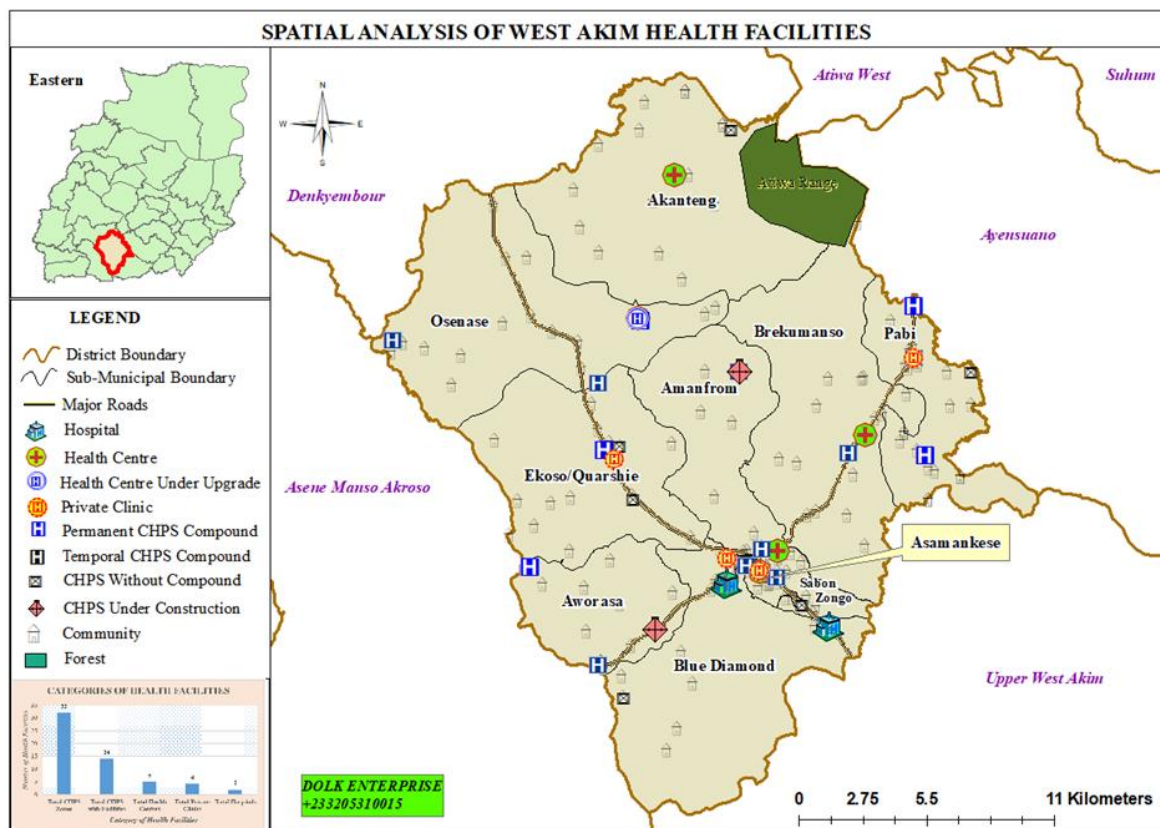 SPATIAL ANALYSIS OF WEST AKIM HEALTH FACILITIES
Eastern
N
W E
S
Atiwa West
Suhum
Denkyembour
Akanteng
Atiwa Range
Ayensuano
Osenase
Brekumanso
Pabi
Amanfrom
Asene Manso Akroso
Ekoso/Quarshie
Asamankese
Aworasa
Sabon
Zongo
Blue Diamond
Upper West Akim
LEGEND
District Boundary
Sub-Municipal Boundary
Major Roads
Hospital
Health Centre
Health Centre Under Upgrade
Private Clinic
Permanent CHPS Compound
Temporal CHPS Compound
CHPS Without Compound
CHPS Under Construction
Community
Forest
CATEGORIES OF HEALTH FACILITIES
Category of Health Facilities
DOLK ENTERPRISE
+233205310015
0 2.75 5.5 11 Kilometers